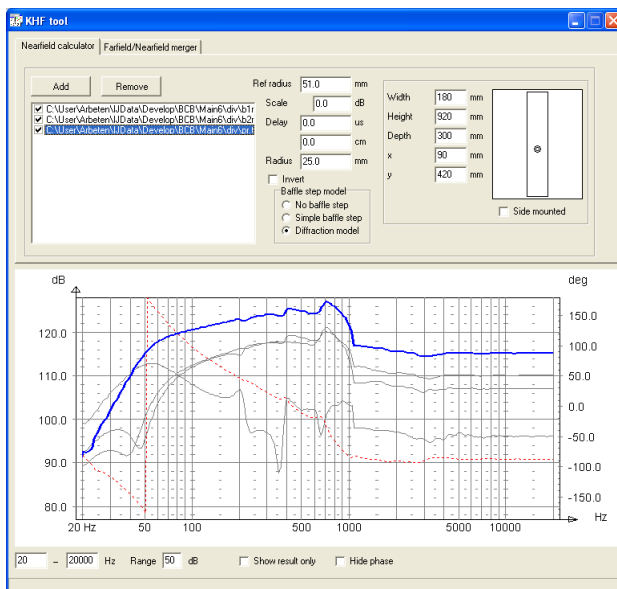 KHF tool
Nearfield calculator
Farfield/Nearfield merger
Add
Remove
C:\User\Arbeten\IJData\Develop\BCB\Main6\div\b1r
C:\User\Arbeten\IJData\Develop\BCB\Main6\div\b2r
C:\User\Arbeten\IJData\Develop\BCB\Main6\div\pr.t
Ref radius 51.0 mm
Scale 0.0 dB
Delay 0.0 us
0.0 cm
Radius 25.0 mm
Invert
Baffle step model
No baffle step
Simple baffle step
Diffraction model
Width 180 mm
Height 920 mm
Depth 300 mm
x 90 mm
y 420 mm
Side mounted
dB
deg
120.0
110.0
100.0
90.0
80.0
150.0
100.0
50.0
0.0
-50.0
-100.0
-150.0
20 Hz 50 100 500 1000 5000 10000 Hz
20 - 20000 Hz Range 50 dB Show result only Hide phase